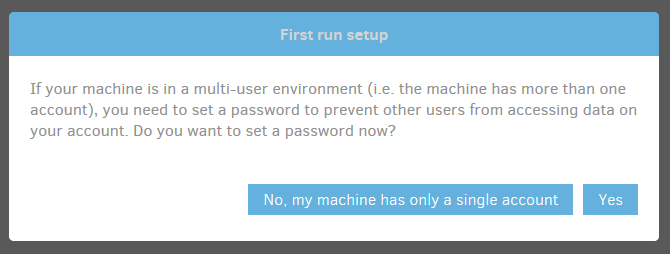 First run setup
If your machine is in a multi-user environment (i.e. the machine has more than one
account), you need to set a password to prevent other users from accessing data on
your account. Do you want to set a password now?
No, my machine has only a single account
Yes